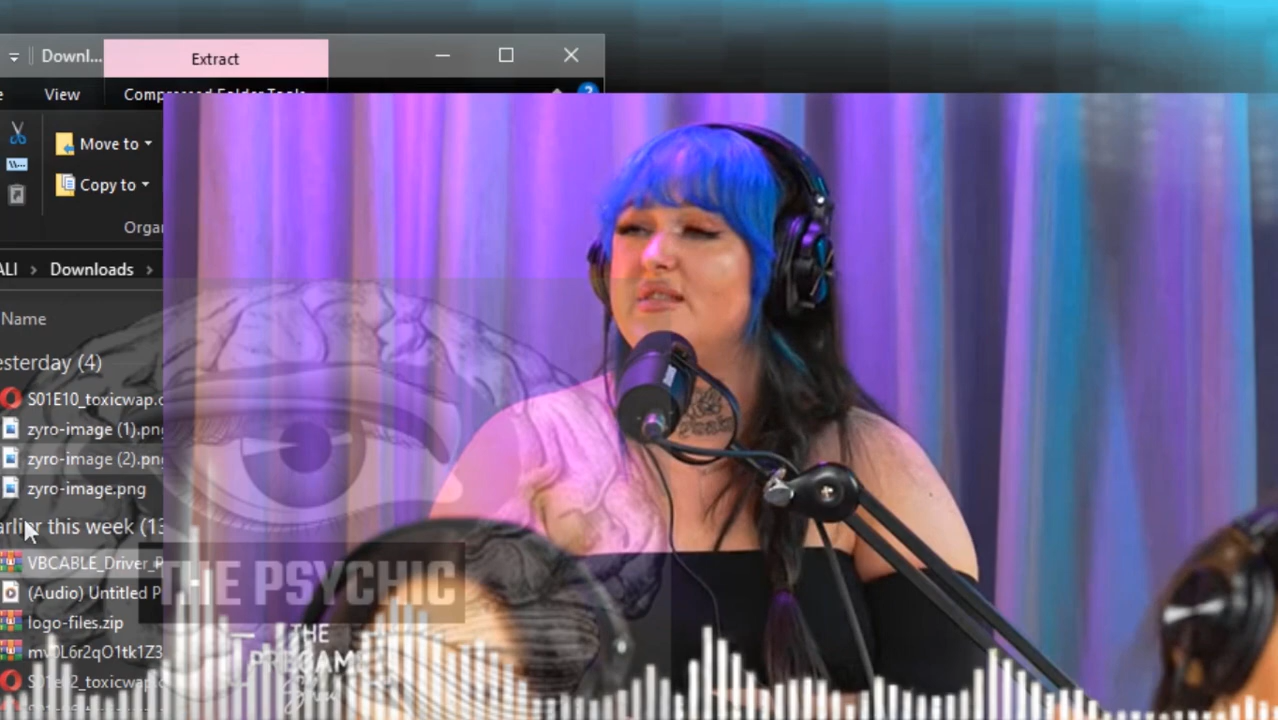 Downl...
Extract
View
Compressed Folder Tools
Move to
Copy to
ALI > Downloads >
Name
esterday (4)
S01E10_toxicwap.c
zyro-image (1).png
zyro-image (2).png
zyro-image.png
arlier this week (13
VBCABLE_Driver_P
(Audio) Untitled P
logo-files.zip
THE PSYCHIC
THE
PREGAME
Show